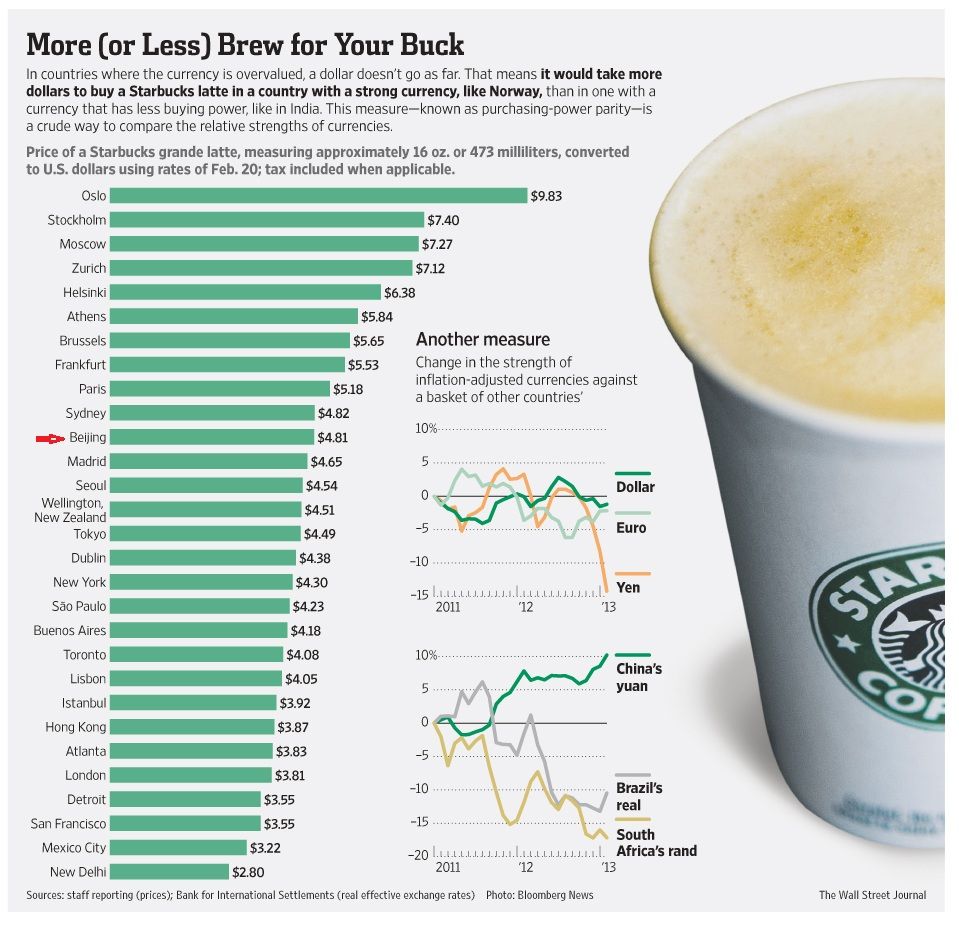 More (or Less) Brew for Your Buck
In countries where the currency is overvalued, a dollar doesn't go as far. That means it would take more
dollars to buy a Starbucks latte in a country with a strong currency, like Norway, than in one with a
currency that has less buying power, like in India. This measure—known as purchasing-power parity—is
a crude way to compare the relative strengths of currencies.
Price of a Starbucks grande latte, measuring approximately 16 oz. or 473 milliliters, converted
to U.S. dollars using rates of Feb. 20; tax included when applicable.
Oslo $9.83
Stockholm $7.40
Moscow $7.27
Zurich $7.12
Helsinki $6.38
Athens $5.84
Brussels $5.65
Frankfurt $5.53
Paris $5.18
Sydney $4.82
Beijing $4.81
Madrid $4.65
Seoul $4.54
Wellington,
New Zealand $4.51
Tokyo $4.49
Dublin $4.38
New York $4.30
São Paulo $4.23
Buenos Aires $4.18
Toronto $4.08
Lisbon $4.05
Istanbul $3.92
Hong Kong $3.87
Atlanta $3.83
London $3.81
Detroit $3.55
San Francisco $3.55
Mexico City $3.22
New Delhi $2.80
Another measure
Change in the strength of
inflation-adjusted currencies against
a basket of other countries'
10%
5
0
−5
−10
−15
2011 '12 '13
Dollar
Euro
Yen
10%
5
0
−5
−10
−15
−20
2011 '12 '13
China's
yuan
Brazil's
real
South
Africa's rand
STAR
COF
Sources: staff reporting (prices); Bank for International Settlements (real effective exchange rates) Photo: Bloomberg News
The Wall Street Journal